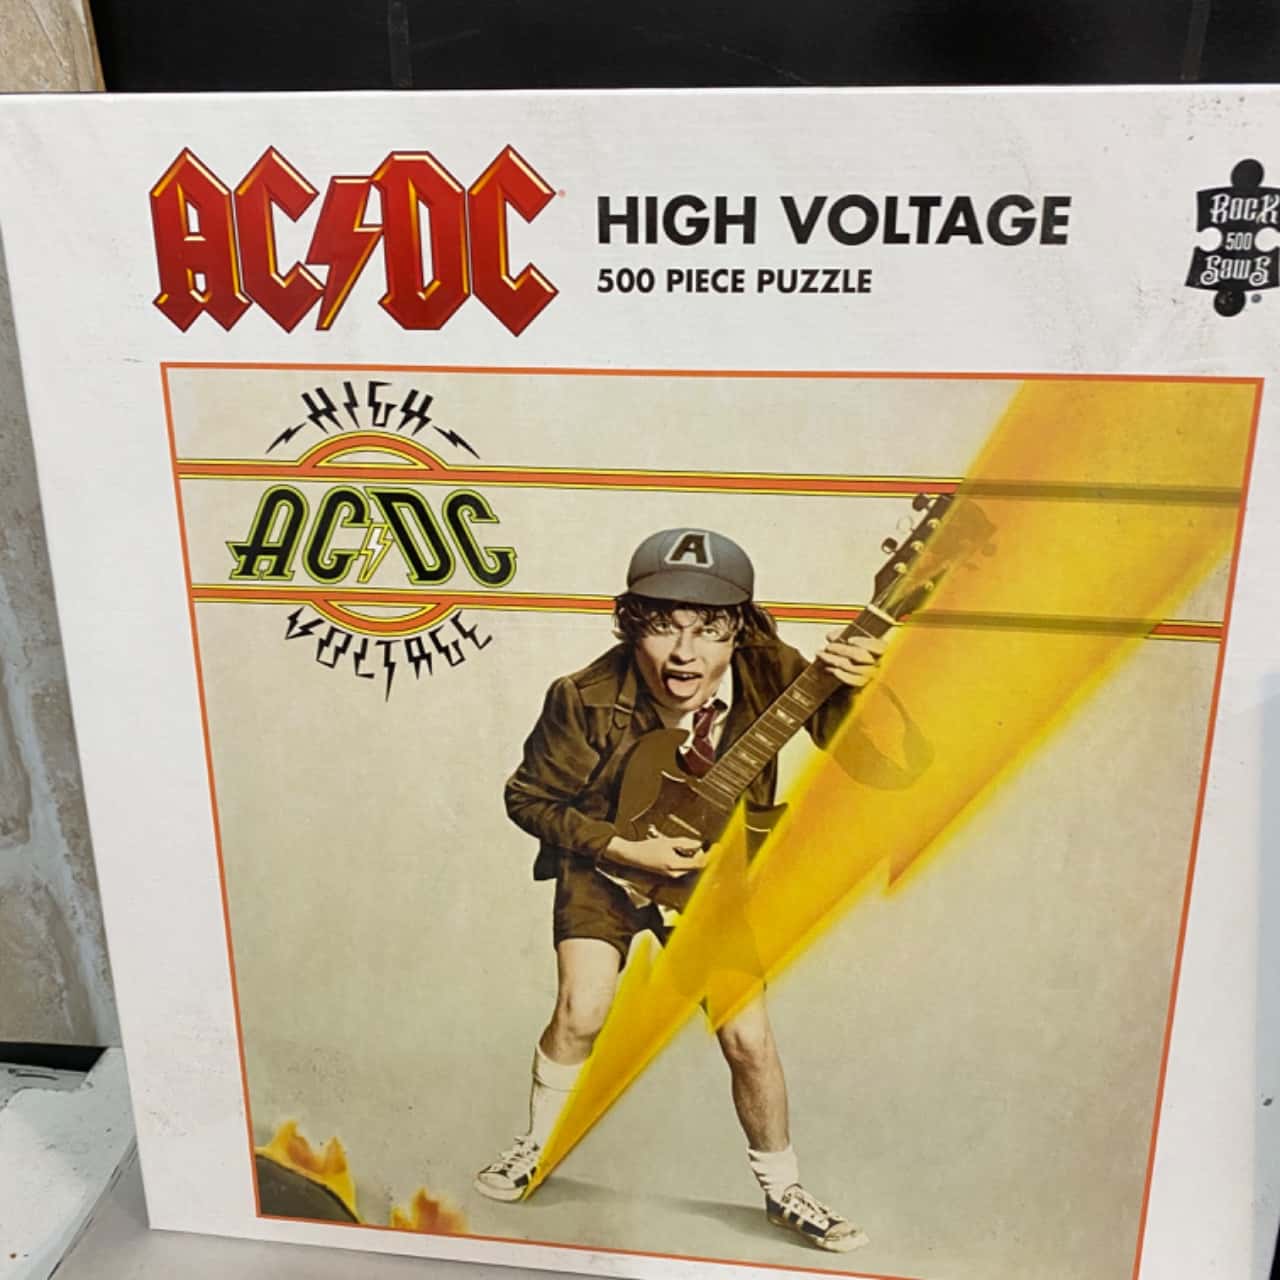 AC/DC
HIGH VOLTAGE
500 PIECE PUZZLE
ROCK
500
SAWS
HIGH
AC/DC
VOLTAGE
A